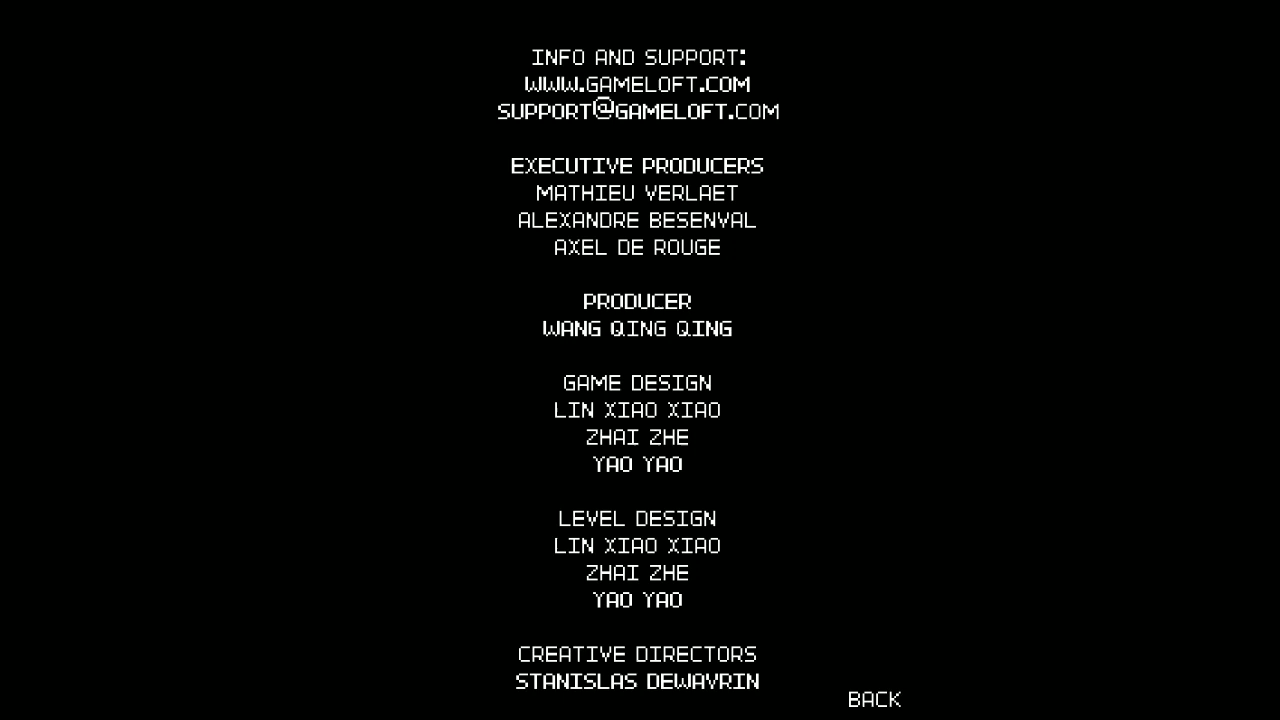 INFO AND SUPPORT:
WWW.GAMELOFT.COM
SUPPORT@GAMELOFT.COM
EXECUTIVE PRODUCERS
MATHIEU VERLAET
ALEXANDRE BESENVAL
AXEL DE ROUGE
PRODUCER
WANG QING QING
GAME DESIGN
LIN XIAO XIAO
ZHAI ZHE
YAO YAO
LEVEL DESIGN
LIN XIAO XIAO
ZHAI ZHE
YAO YAO
CREATIVE DIRECTORS
STANISLAS DEWAVRIN
BACK